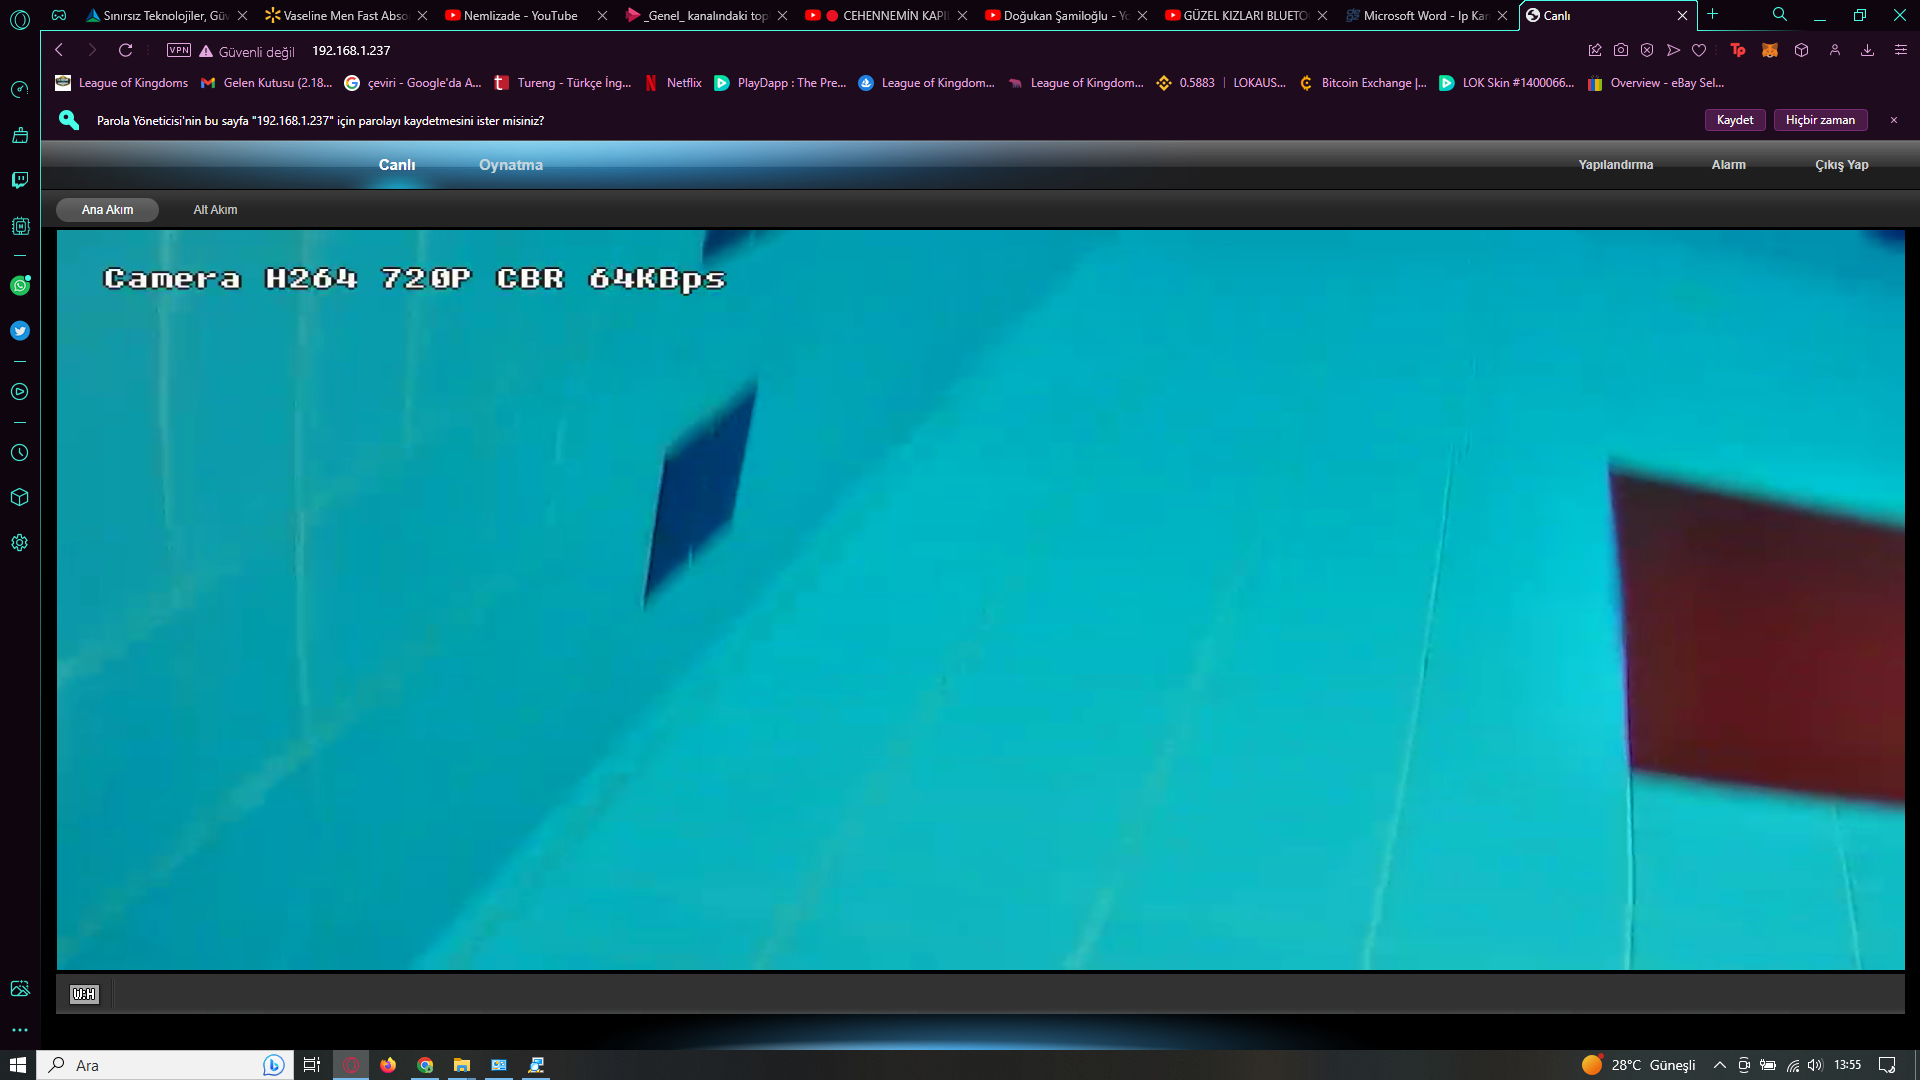 Sınırsız Teknolojiler, Gü
Vaseline Men Fast Abso
Nemlizade - YouTube
_Genel_ kanalındaki top
CEHENNEMİN KAPI
Doğukan Şamiloğlu - Yo
GÜZEL KIZLARI BLUETO
Microsoft Word - Ip Kam
Canlı
VPN Güvenli değil 192.168.1.237
Tp
League of Kingdoms
Gelen Kutusu (2.18...
çeviri - Google'da A...
Tureng - Türkçe İng...
Netflix
PlayDapp : The Pre...
League of Kingdom...
League of Kingdom...
0.5883 | LOKAUS...
Bitcoin Exchange |...
LOK Skin #1400066...
Overview - eBay Sel...
Parola Yöneticisi'nin bu sayfa "192.168.1.237" için parolayı kaydetmesini ister misiniz?
Kaydet
Hiçbir zaman
Canlı
Oynatma
Yapılandırma
Alarm
Çıkış Yap
Ana Akım
Alt Akım
Camera H264 720P CBR 64KBps
W:H
Ara
28°C Güneşli
13:55